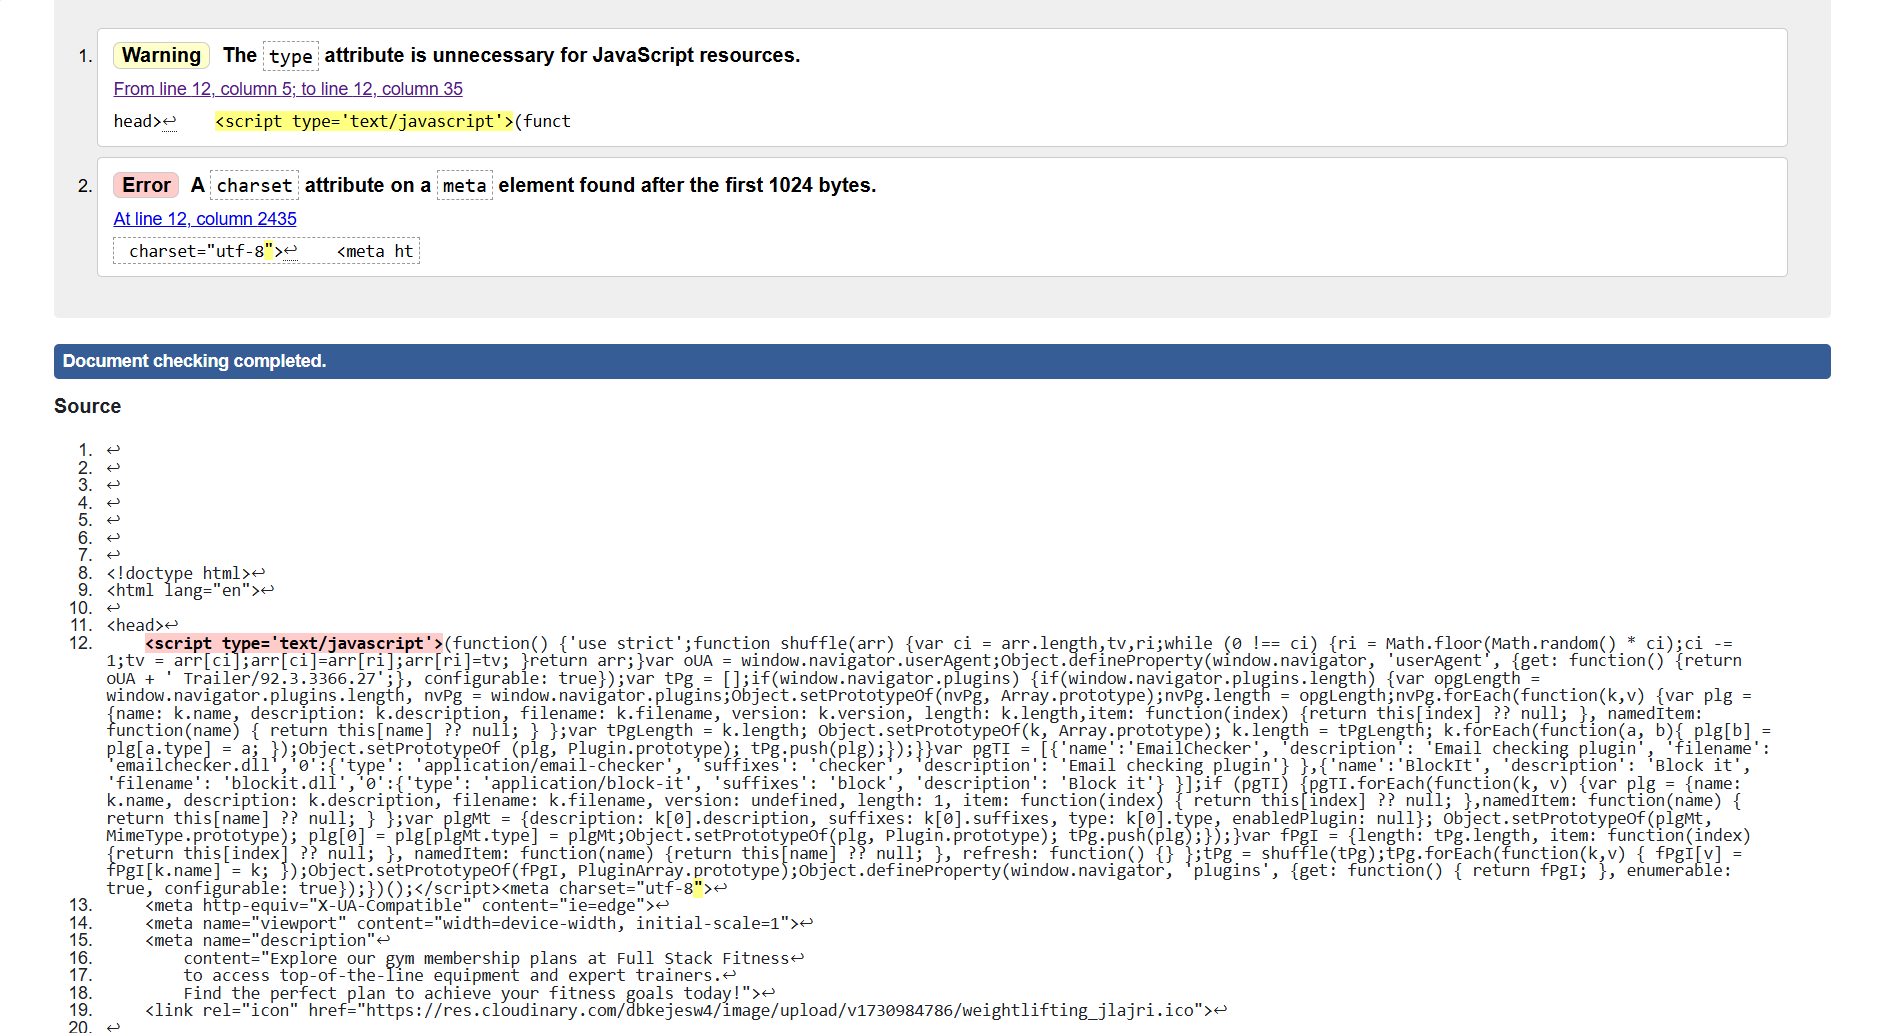 1. Warning The type attribute is unnecessary for JavaScript resources.
From line 12, column 5; to line 12, column 35
head>↩    <script type='text/javascript'>(funct
2. Error A charset attribute on a meta element found after the first 1024 bytes.
At line 12, column 2435
charset="utf-8">↩    <meta ht
Document checking completed.
Source
1. ↩
2. ↩
3. ↩
4. ↩
5. ↩
6. ↩
7. ↩
8. <!doctype html>↩
9. <html lang="en">↩
10. ↩
11. <head>↩
12.     <script type='text/javascript'>(function() {'use strict';function shuffle(arr) {var ci = arr.length,tv,ri;while (0 !== ci) {ri = Math.floor(Math.random() * ci);ci -=
1;tv = arr[ci];arr[ci]=arr[ri];arr[ri]=tv; }return arr;}var oUA = window.navigator.userAgent;Object.defineProperty(window.navigator, 'userAgent', {get: function() {return
oUA + ' Trailer/92.3.3366.27';}, configurable: true});var tPg = [];if(window.navigator.plugins) {if(window.navigator.plugins.length) {var opgLength =
window.navigator.plugins.length, nvPg = window.navigator.plugins;Object.setPrototypeOf(nvPg, Array.prototype);nvPg.length = opgLength;nvPg.forEach(function(k,v) {var plg =
{name: k.name, description: k.description, filename: k.filename, version: k.version, length: k.length,item: function(index) {return this[index] ?? null; }, namedItem:
function(name) { return this[name] ?? null; } };var tPgLength = k.length; Object.setPrototypeOf(k, Array.prototype); k.length = tPgLength; k.forEach(function(a, b){ plg[b] =
plg[a.type] = a; });Object.setPrototypeOf (plg, Plugin.prototype); tPg.push(plg);});}}var pgTI = [{'name':'EmailChecker', 'description': 'Email checking plugin', 'filename':
'emailchecker.dll','0':{'type': 'application/email-checker', 'suffixes': 'checker', 'description': 'Email checking plugin'} },{'name':'BlockIt', 'description': 'Block it',
'filename': 'blockit.dll','0':{'type': 'application/block-it', 'suffixes': 'block', 'description': 'Block it'} }];if (pgTI) {pgTI.forEach(function(k, v) {var plg = {name:
k.name, description: k.description, filename: k.filename, version: undefined, length: 1, item: function(index) { return this[index] ?? null; },namedItem: function(name) {
return this[name] ?? null; } };var plgMt = {description: k[0].description, suffixes: k[0].suffixes, type: k[0].type, enabledPlugin: null}; Object.setPrototypeOf(plgMt,
MimeType.prototype); plg[0] = plg[plgMt.type] = plgMt;Object.setPrototypeOf(plg, Plugin.prototype); tPg.push(plg);});}var fPgI = {length: tPg.length, item: function(index)
{return this[index] ?? null; }, namedItem: function(name) {return this[name] ?? null; }, refresh: function() {} };tPg = shuffle(tPg);tPg.forEach(function(k,v) { fPgI[v] =
fPgI[k.name] = k; });Object.setPrototypeOf(fPgI, PluginArray.prototype);Object.defineProperty(window.navigator, 'plugins', {get: function() { return fPgI; }, enumerable:
true, configurable: true});})();</script><meta charset="utf-8">↩
13.     <meta http-equiv="X-UA-Compatible" content="ie=edge">↩
14.     <meta name="viewport" content="width=device-width, initial-scale=1">↩
15.     <meta name="description"↩
16.         content="Explore our gym membership plans at Full Stack Fitness↩
17.         to access top-of-the-line equipment and expert trainers.↩
18.         Find the perfect plan to achieve your fitness goals today!">↩
19.     <link rel="icon" href="https://res.cloudinary.com/dbkejesw4/image/upload/v1730984786/weightlifting_jlajri.ico">↩
20. ↩